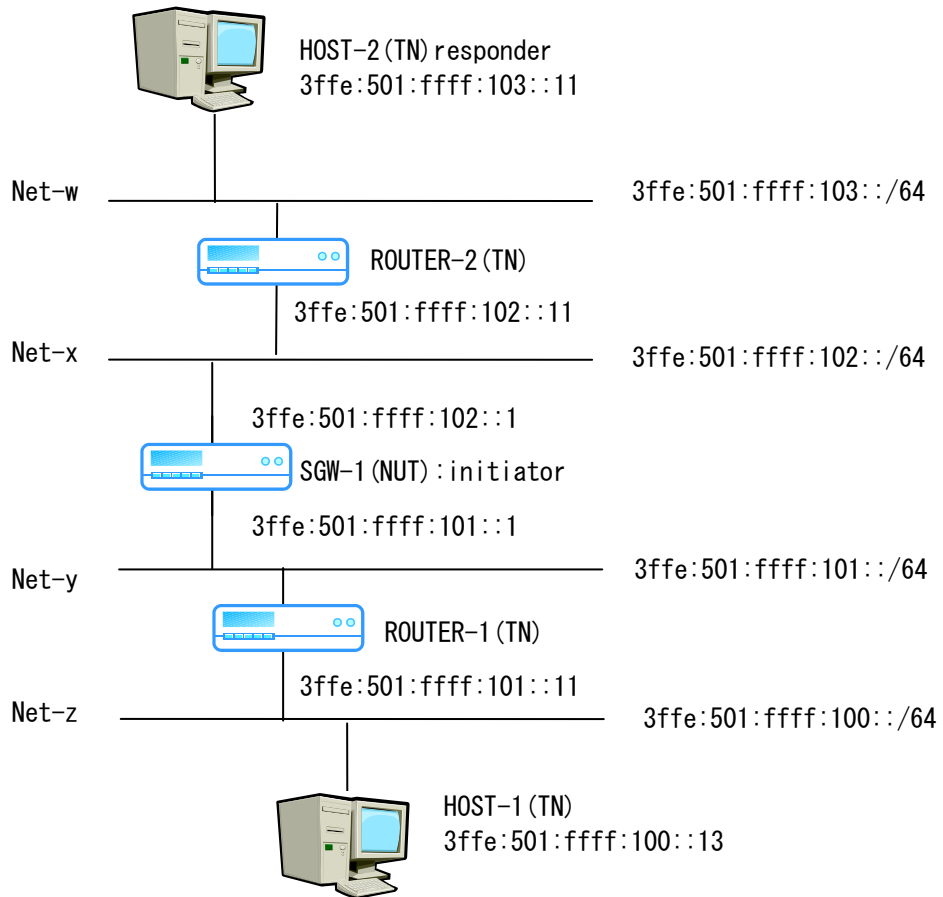 HOST-2(TN)responder
3ffe:501:ffff:103::11
Net-w
3ffe:501:ffff:103::/64
ROUTER-2(TN)
3ffe:501:ffff:102::11
Net-x
3ffe:501:ffff:102::/64
3ffe:501:ffff:102::1
SGW-1(NUT):initiator
3ffe:501:ffff:101::1
Net-y
3ffe:501:ffff:101::/64
ROUTER-1(TN)
3ffe:501:ffff:101::11
Net-z
3ffe:501:ffff:100::/64
HOST-1(TN)
3ffe:501:ffff:100::13